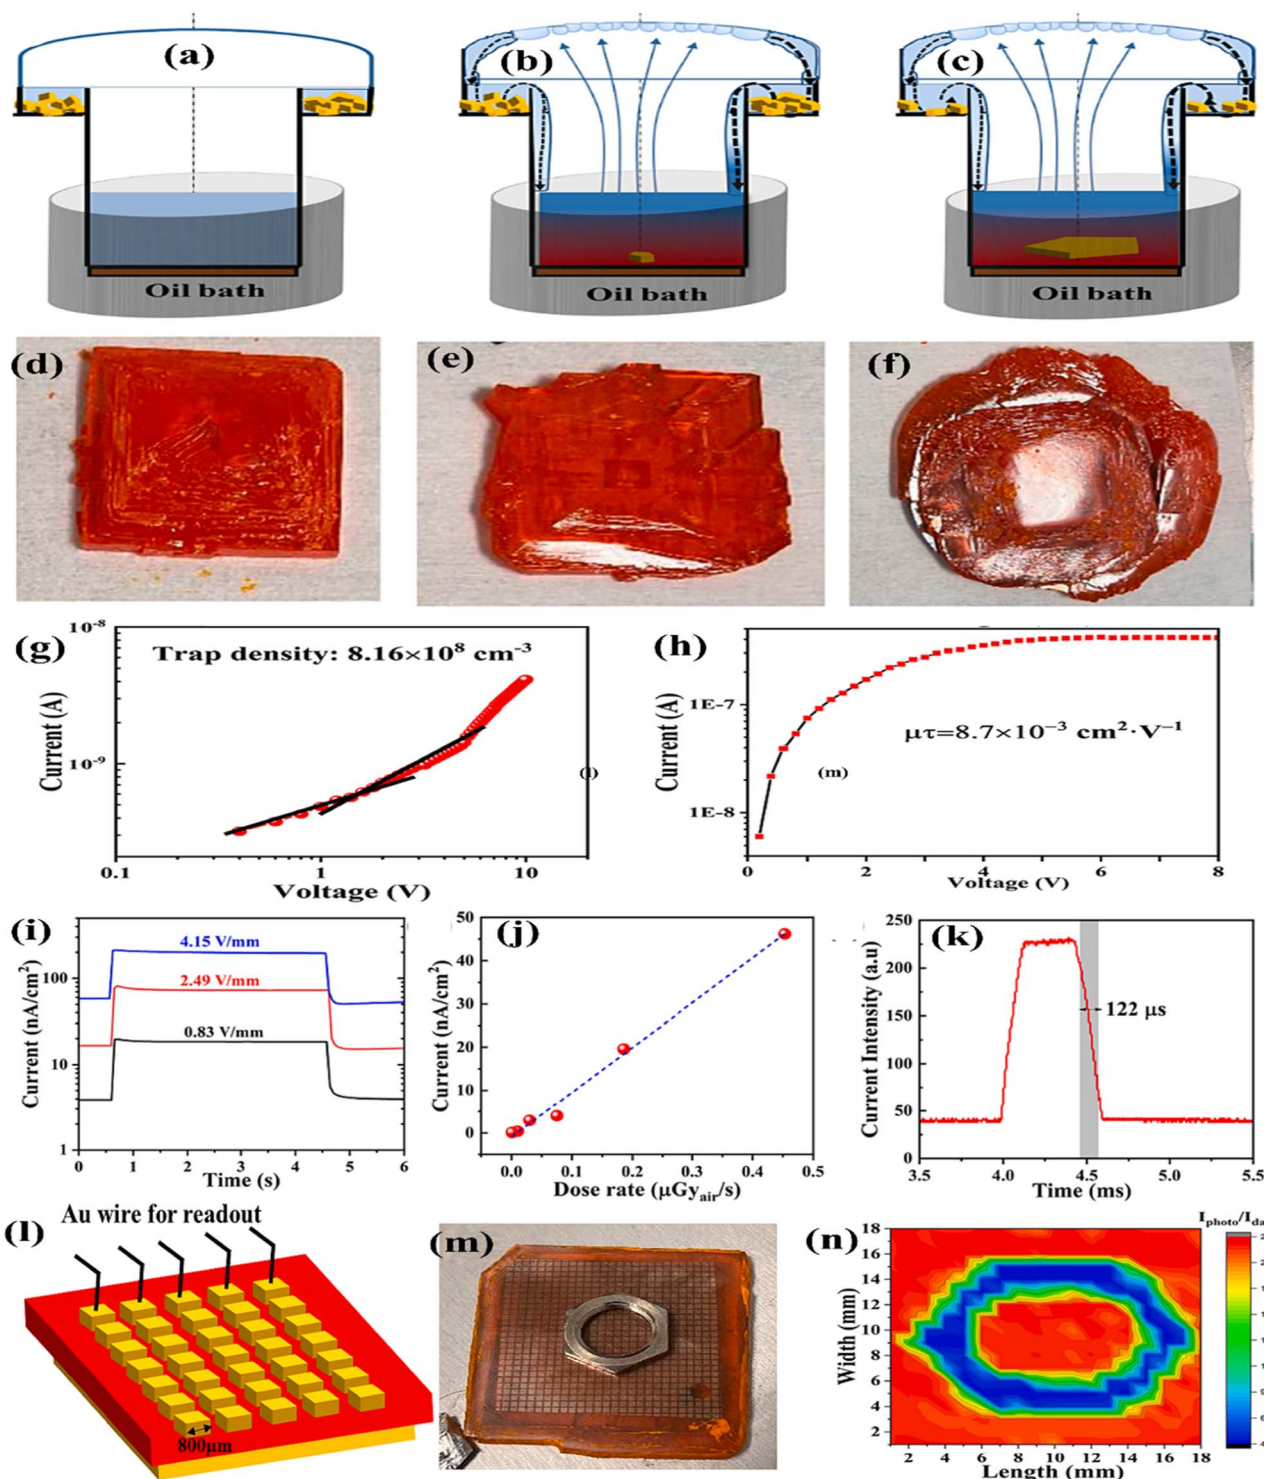 (a)
(b)
(c)
Oil bath
Oil bath
Oil bath
(d)
(e)
(f)
(g)
Trap density: 8.16×10⁸ cm⁻³
10⁻⁸
10⁻⁹
Current (A)
0.1
1
10
Voltage (V)
(l)
(h)
1E-7
1E-8
Current (A)
μτ=8.7×10⁻³ cm²·V⁻¹
(m)
0
2
4
6
8
Voltage (V)
(i)
4.15 V/mm
2.49 V/mm
0.83 V/mm
100
10
1
Current (nA/cm²)
0
1
2
3
4
5
6
Time (s)
(j)
50
40
30
20
10
0
Current (nA/cm²)
0.0
0.1
0.2
0.3
0.4
0.5
Dose rate (μGyair/s)
(k)
250
200
150
100
50
0
Current Intensity (a.u)
122 μs
3.5
4.0
4.5
5.0
5.5
Time (ms)
(l)
Au wire for readout
800μm
(m)
(n)
Iphoto/Ida
18
16
14
12
10
8
6
4
2
Width (mm)
2
4
6
8
10
12
14
16
18
Length (mm)